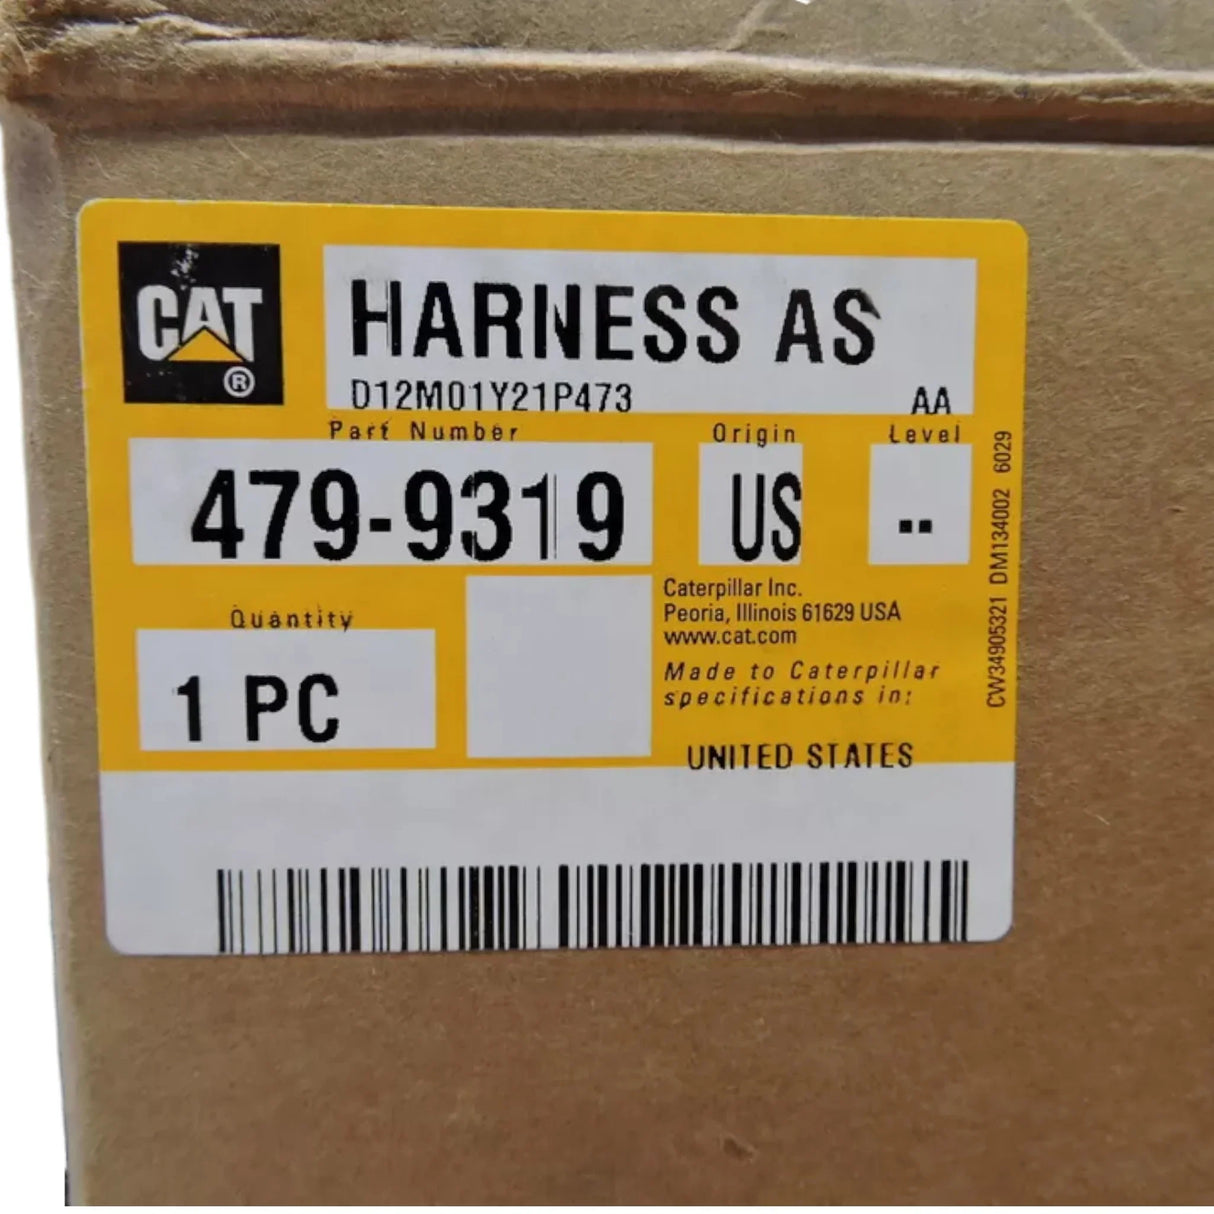 CAT
®
HARNESS AS
D12M01Y21P473 AA
Part Number Origin Level
479-9319 US --
Quantity
1 PC
Caterpillar Inc.
Peoria, Illinois 61629 USA
www.cat.com
Made to Caterpillar
specifications in:
UNITED STATES
CW34905321 DM134002 6029